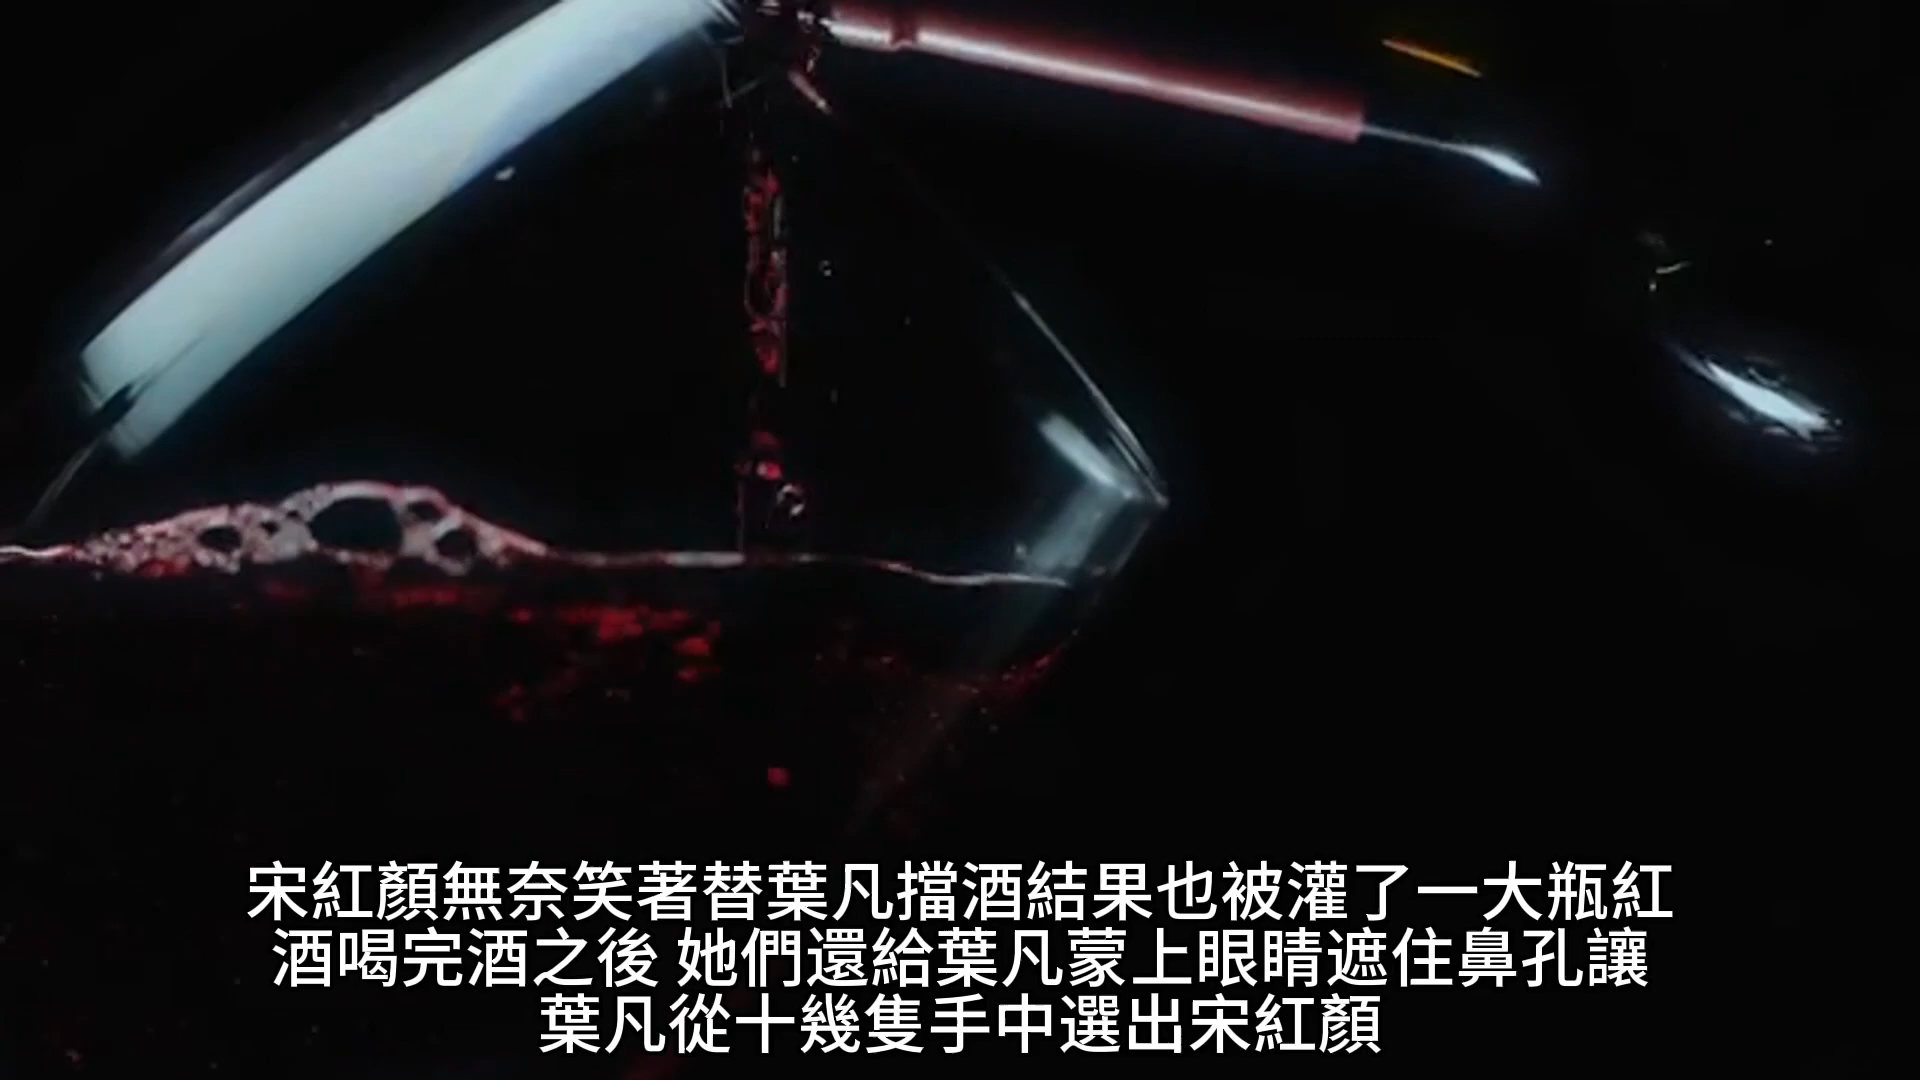 宋紅顏無奈笑著替葉凡擋酒結果也被灌了一大瓶紅
酒喝完酒之後 她們還給葉凡蒙上眼睛遮住鼻孔讓
葉凡從十幾隻手中選出宋紅顏